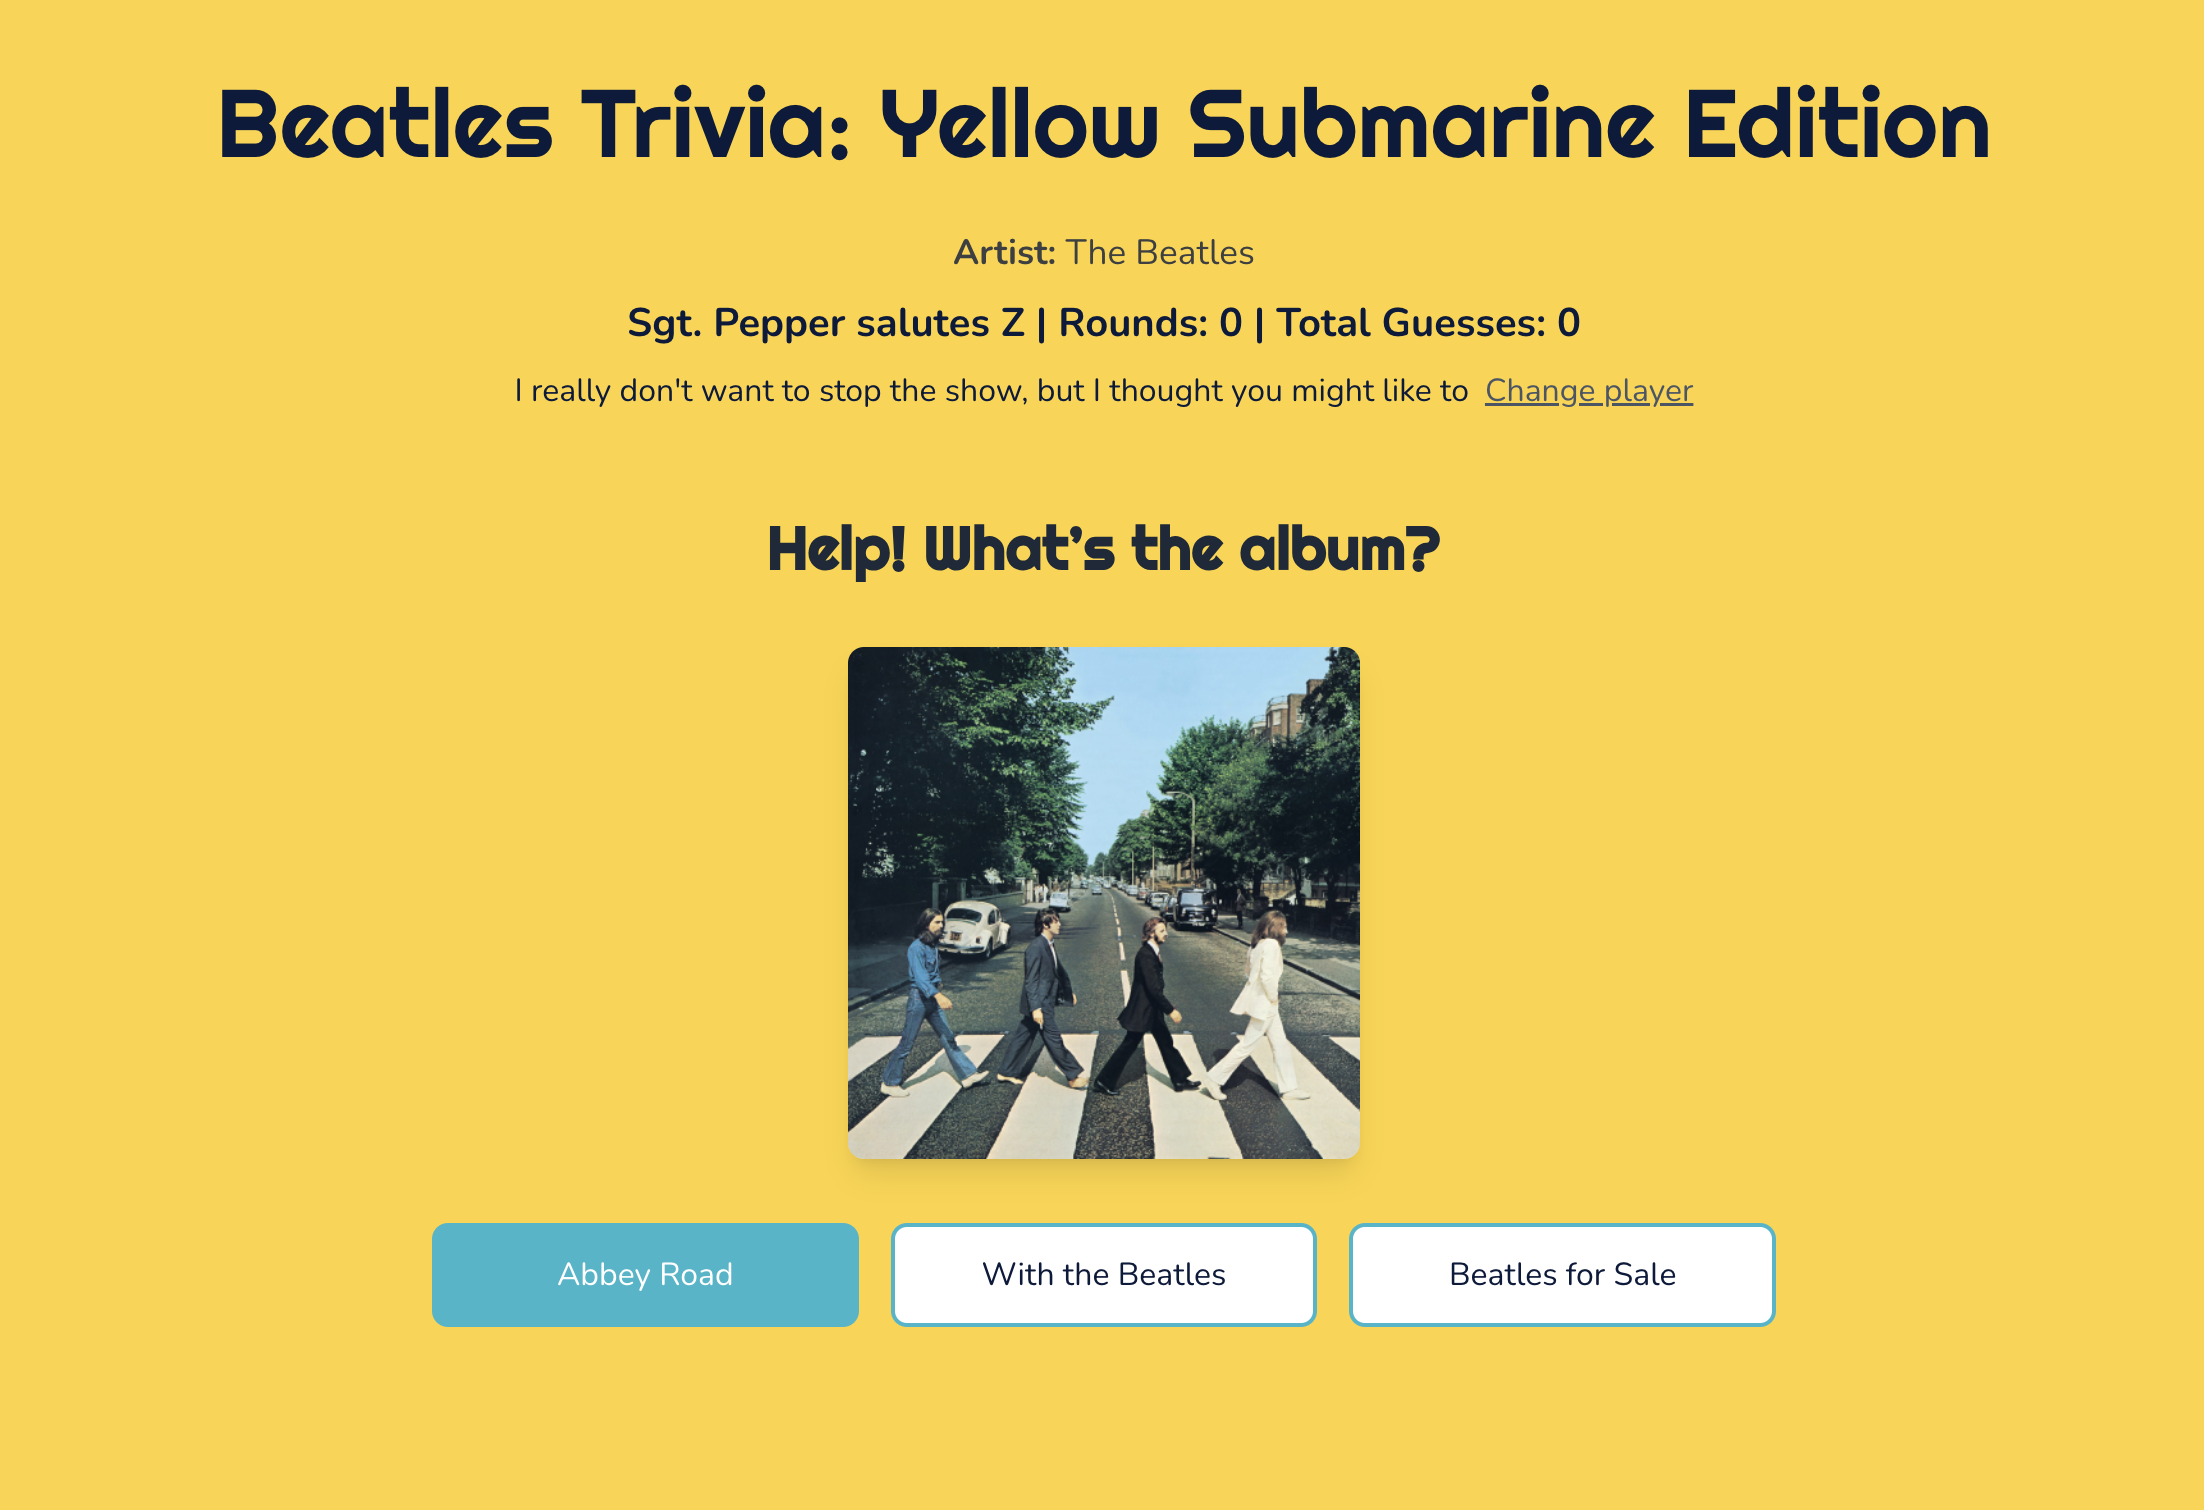 Beatles Trivia: Yellow Submarine Edition
Artist: The Beatles
Sgt. Pepper salutes Z | Rounds: 0 | Total Guesses: 0
I really don't want to stop the show, but I thought you might like to Change player
Help! What's the album?
Abbey Road
With the Beatles
Beatles for Sale